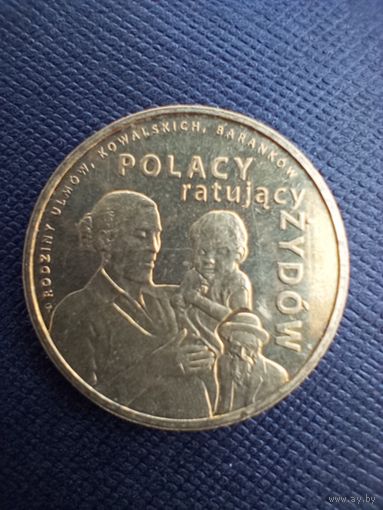 RODZINY ULMÓW, KOWALSKICH, BARANKÓW
POLACY
ratujący
ŻYDÓW
www.ay.by